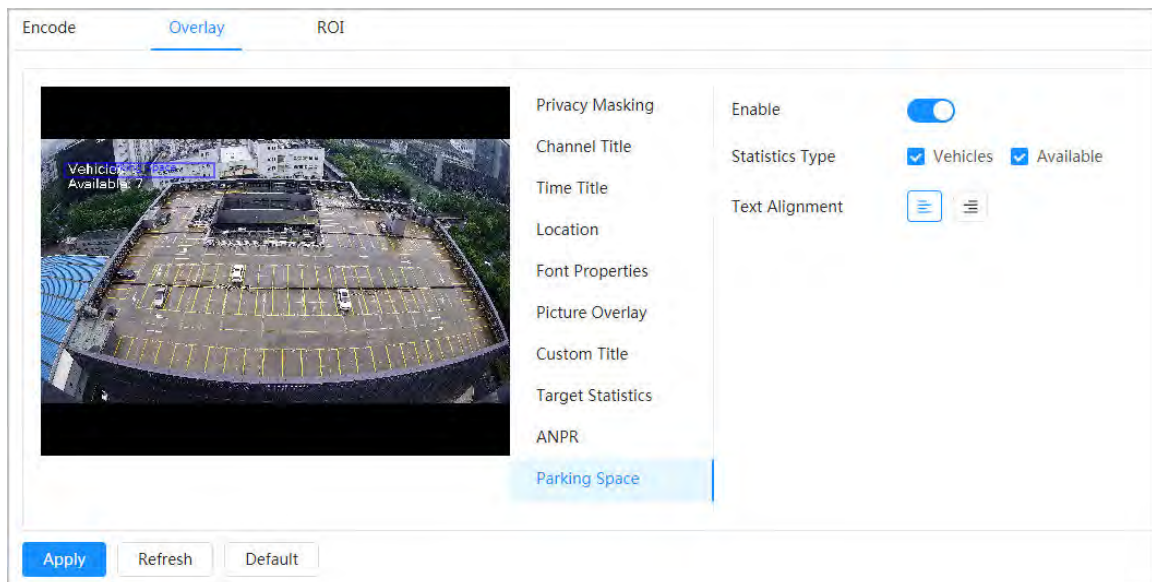 Encode Overlay ROI
Vehicles:
Available: 7
Privacy Masking
Channel Title
Time Title
Location
Font Properties
Picture Overlay
Custom Title
Target Statistics
ANPR
Parking Space
Enable
Statistics Type Vehicles Available
Text Alignment
Apply Refresh Default